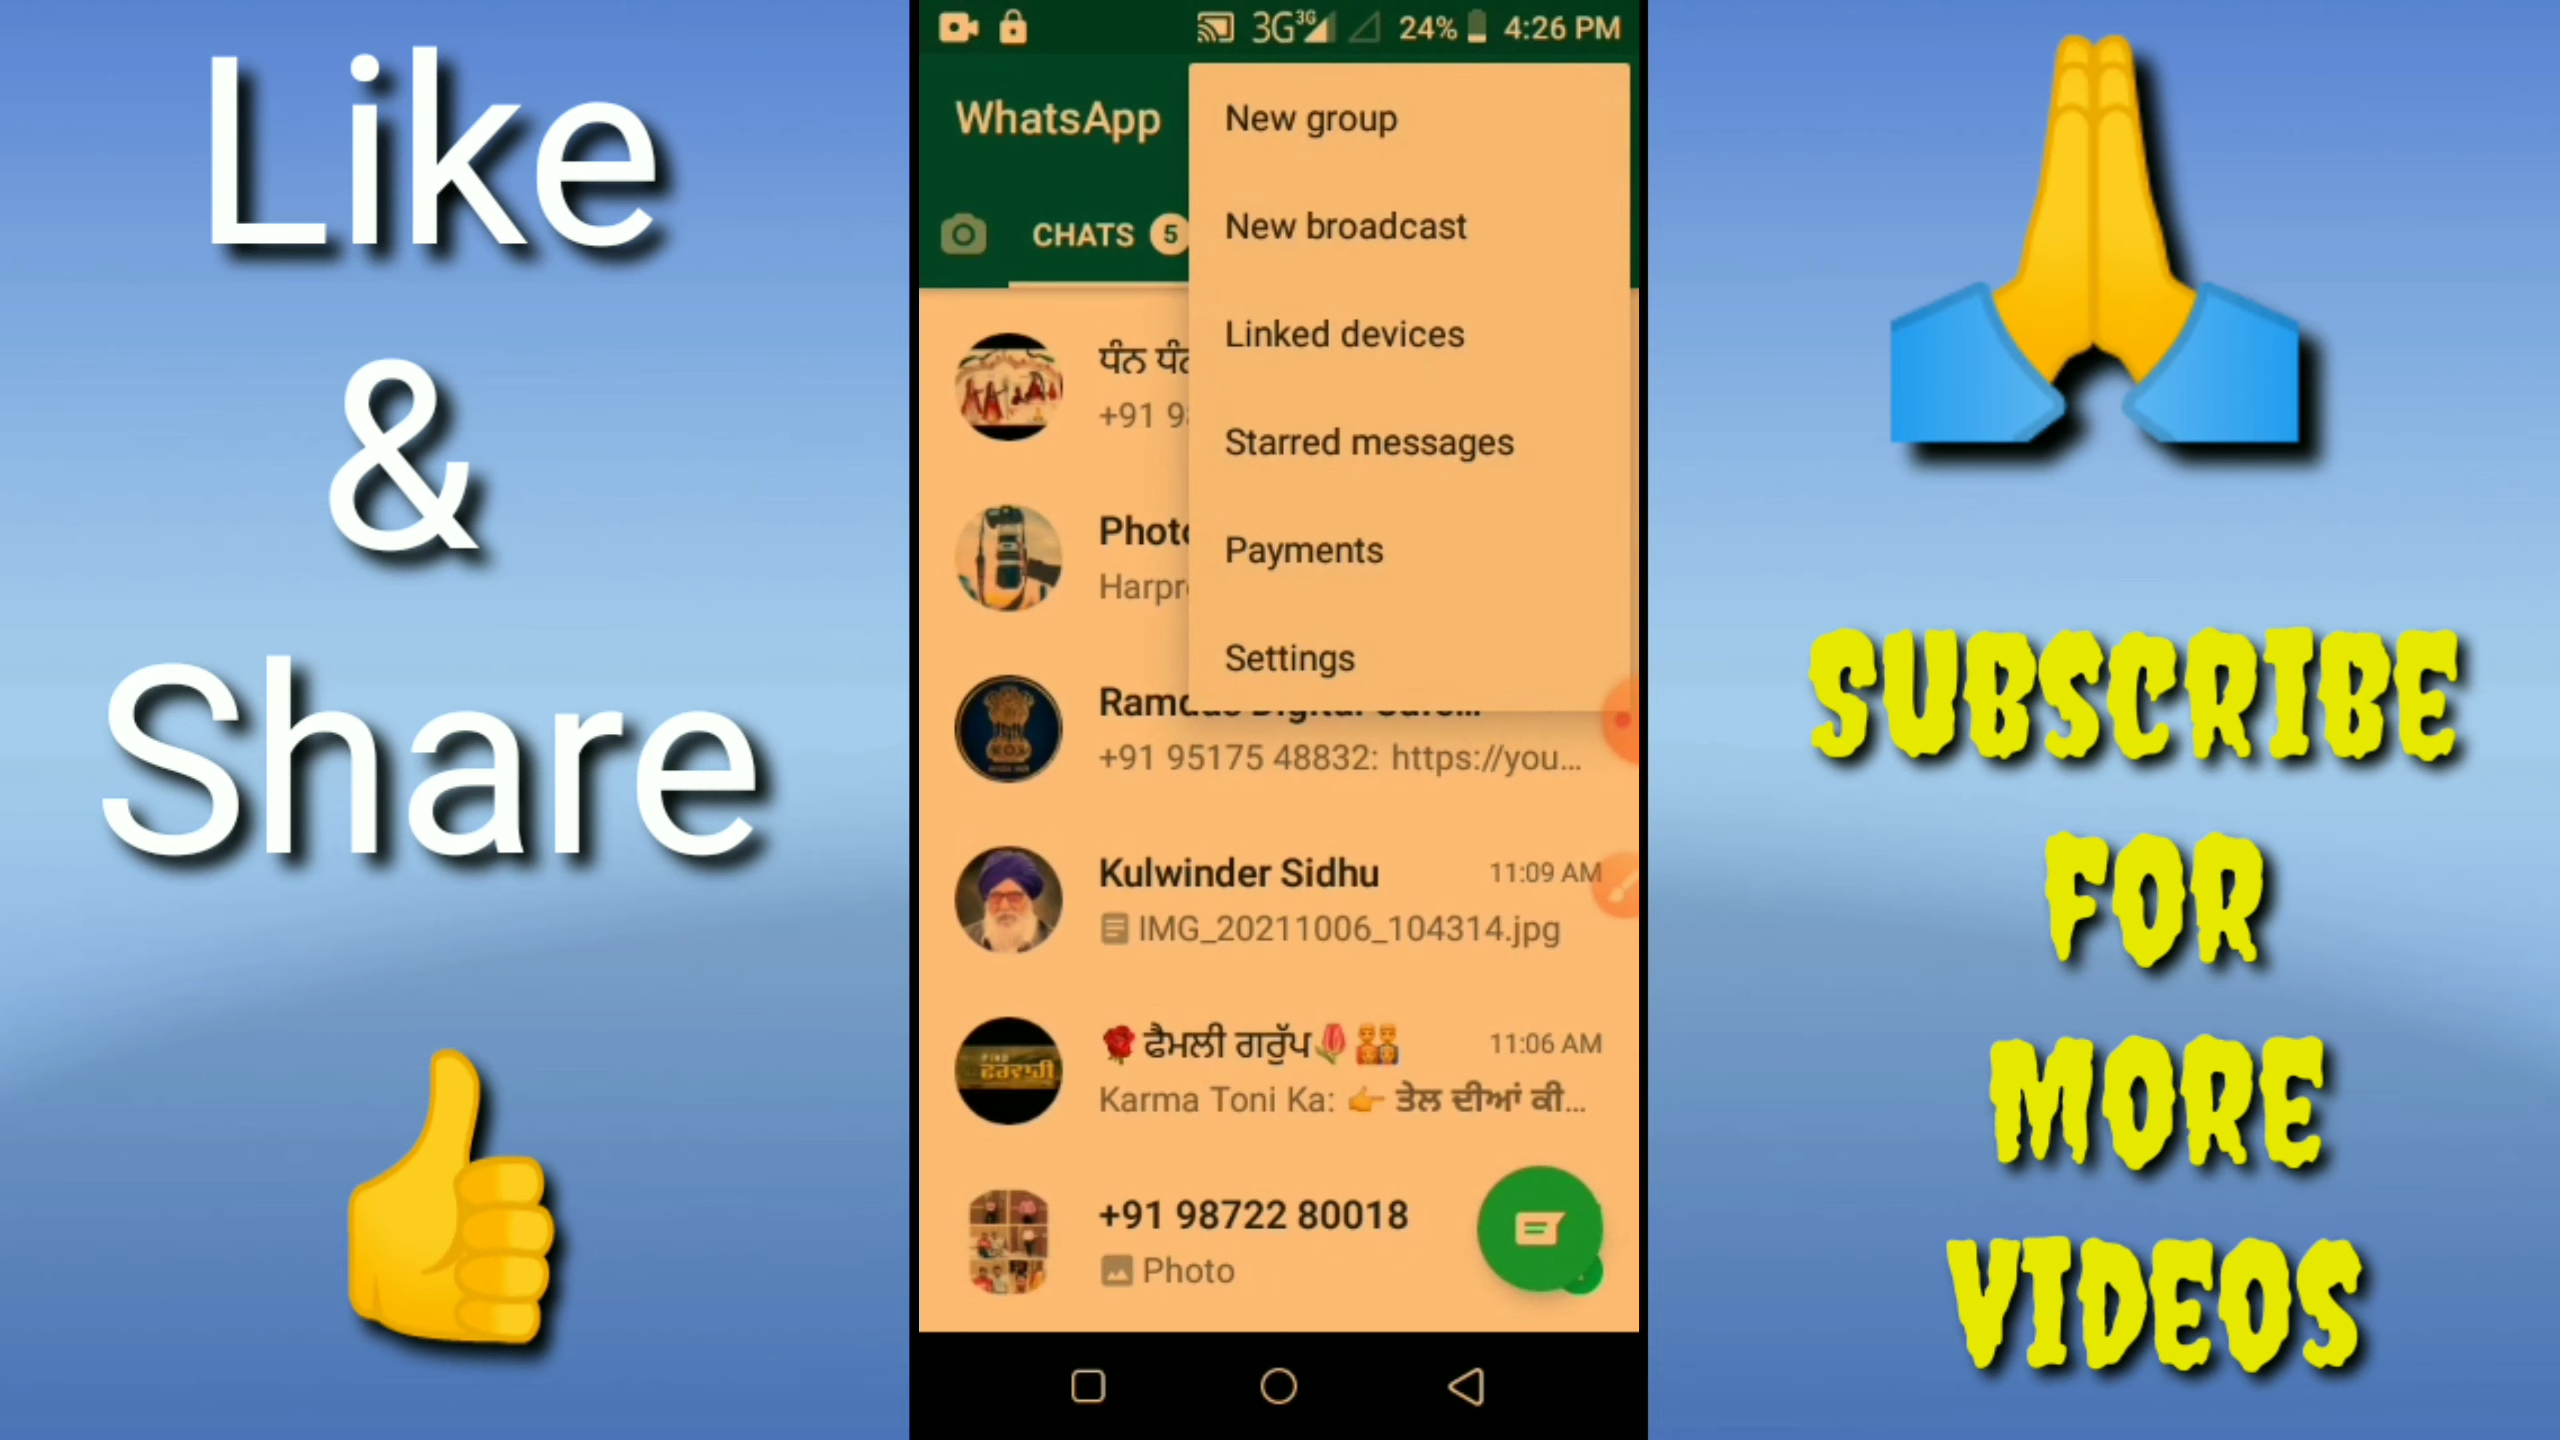 Like
&
Share
3G 3G 24% 4:26 PM
WhatsApp
CHATS 5
New group
New broadcast
Linked devices
Starred messages
Payments
Settings
ਧੰਨ
+91 9
Phot
Harpr
+91 95175 48832: https://you...
Kulwinder Sidhu 11:09 AM
IMG_20211006_104314.jpg
ਫੈਮਲੀ ਗਰੁੱਪ 11:06 AM
Karma Toni Ka: 👉 ਤੇਲ ਦੀਆਂ ਕੀ...
+91 98722 80018
Photo
SUBSCRIBE
FOR
MORE
VIDEOS